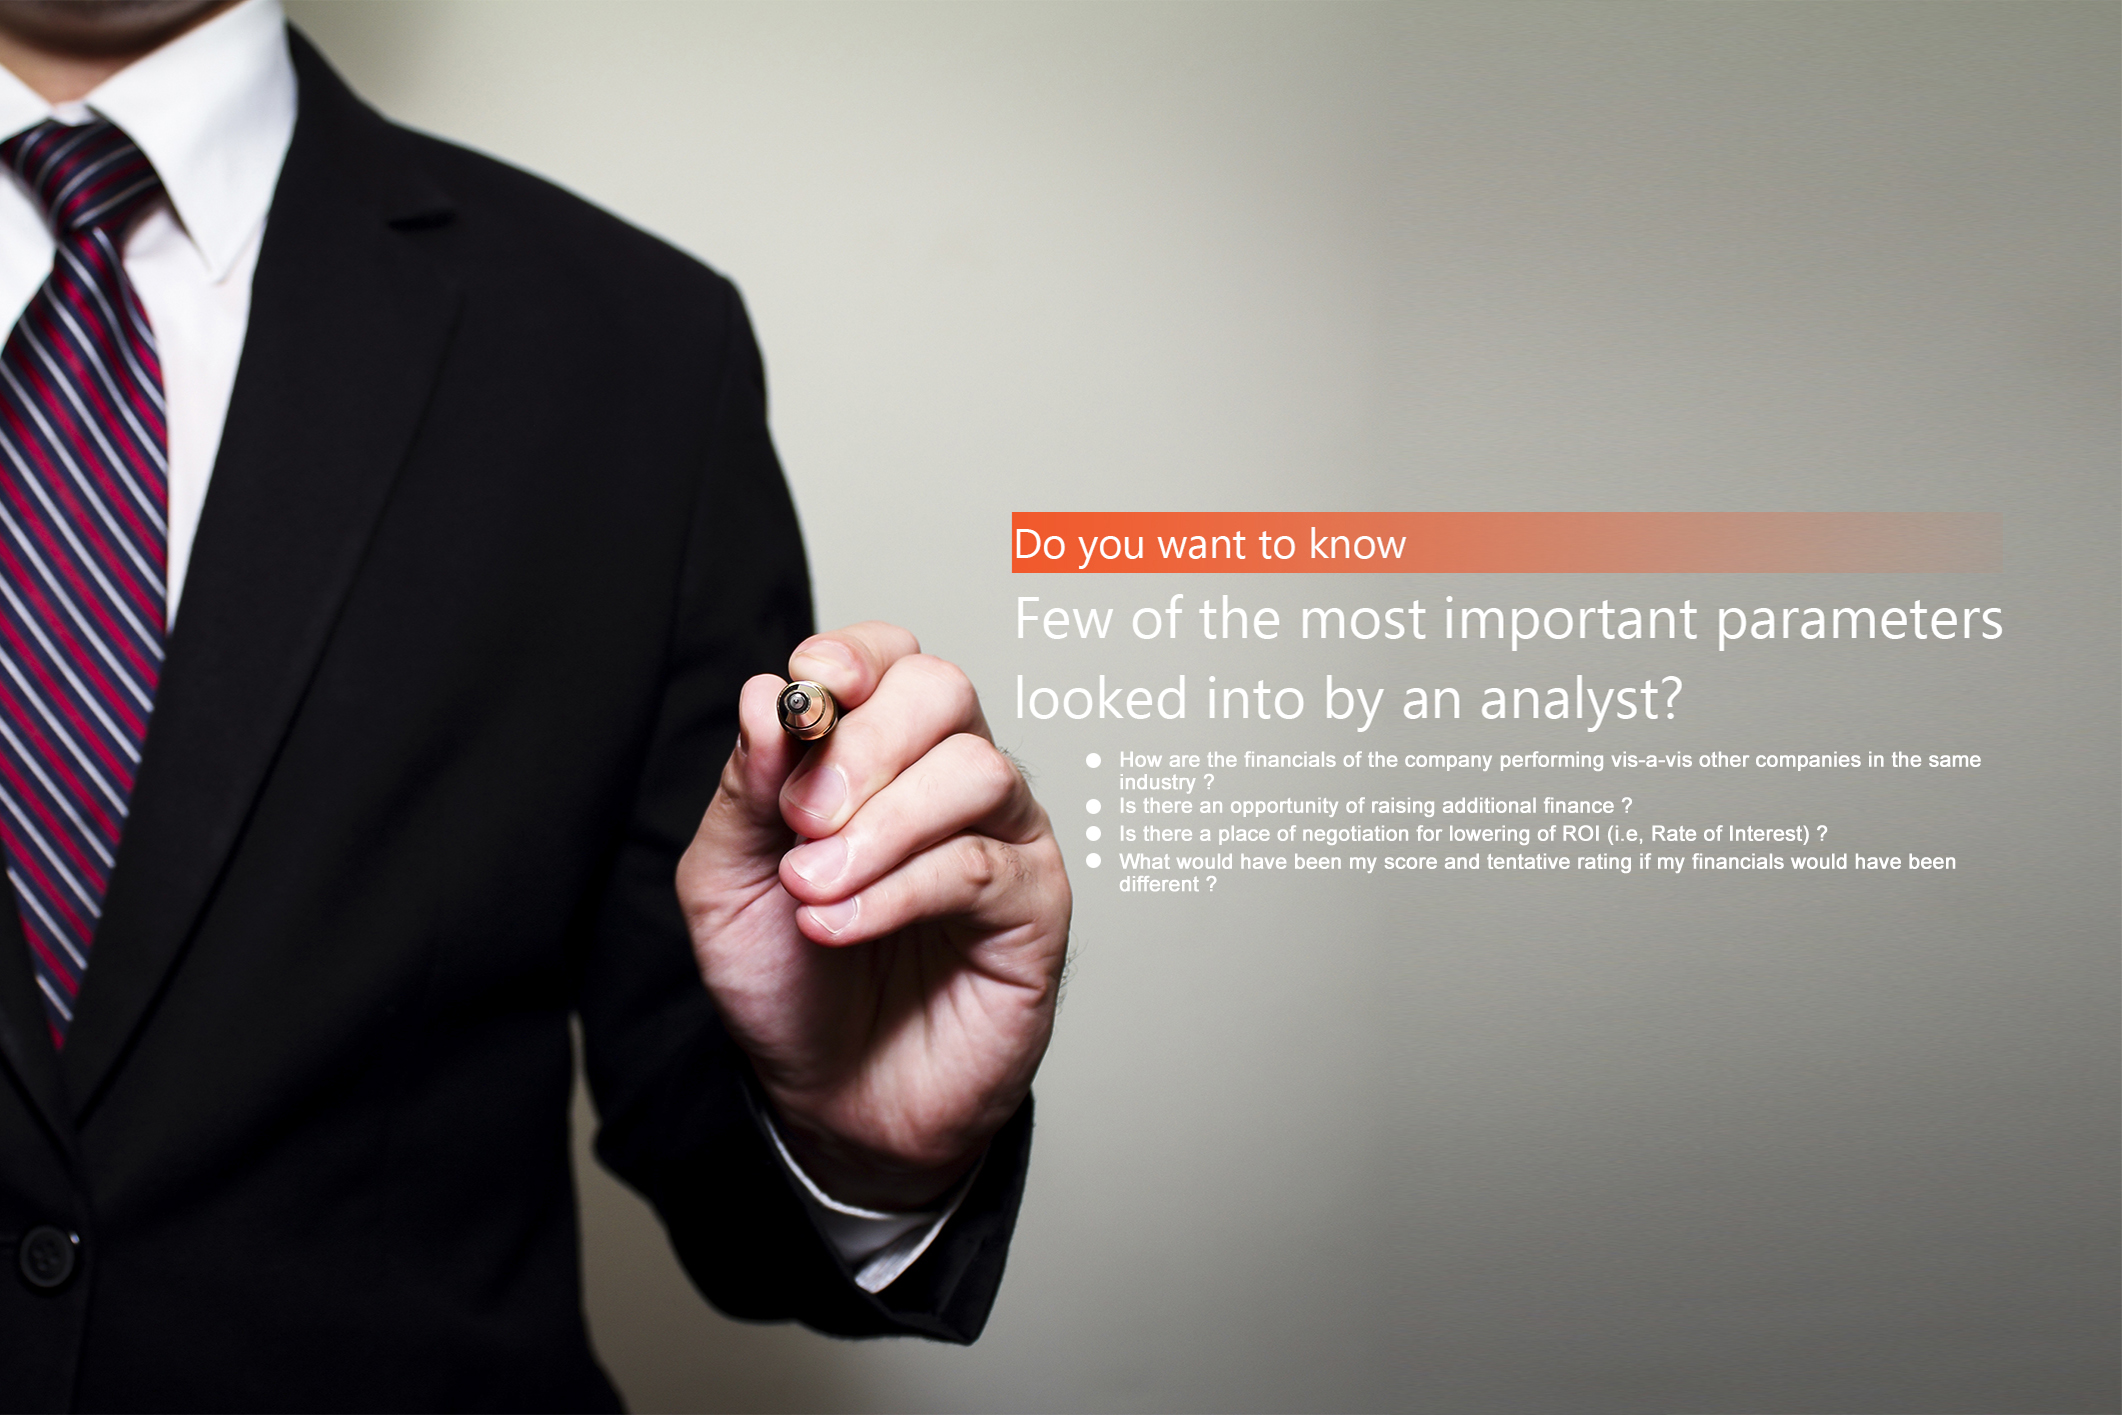 Do you want to know
Few of the most important parameters
looked into by an analyst?
● How are the financials of the company performing vis-a-vis other companies in the same
industry ?
● Is there an opportunity of raising additional finance ?
● Is there a place of negotiation for lowering of ROI (i.e, Rate of Interest) ?
● What would have been my score and tentative rating if my financials would have been
different ?